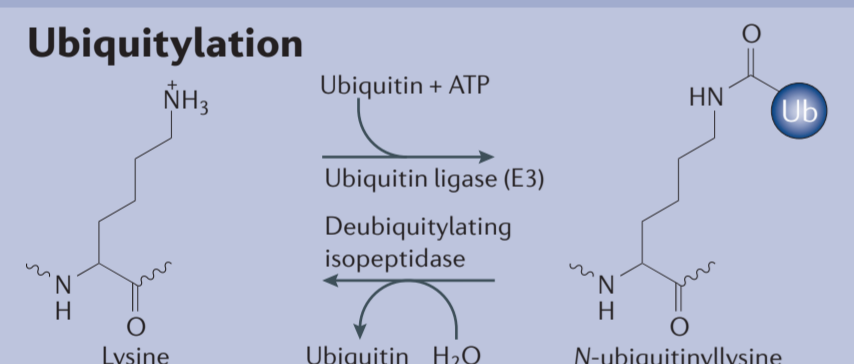 Ubiquitylation
+
NH3
Ubiquitin + ATP
Ubiquitin ligase (E3)
Deubiquitylating
isopeptidase
Ubiquitin
H2O
N
H
O
Lysine
O
HN
Ub
N
H
O
N-ubiquitinyllysine